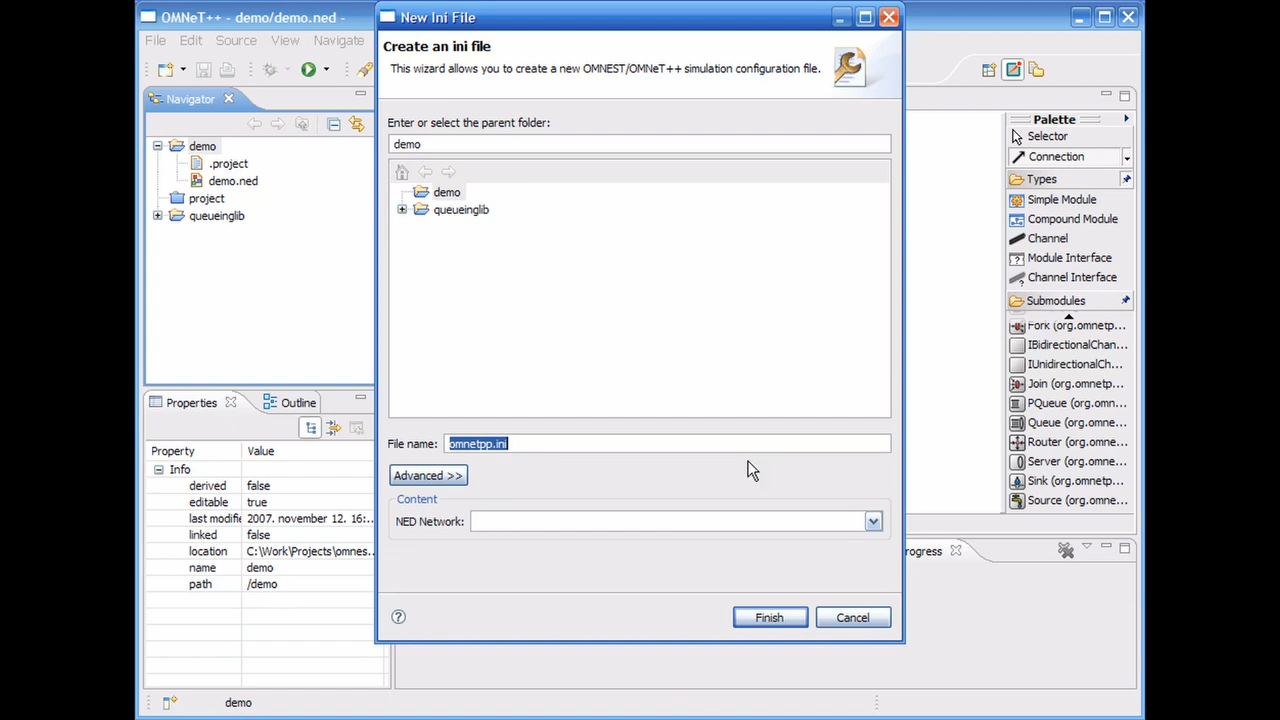 OMNeT++ - demo/demo.ned -
File Edit Source View Navigate
Navigator
demo
.project
demo.ned
project
queueinglib
Properties
Outline
Property Value
Info
derived false
editable true
last modifie 2007. november 12. 16:...
linked false
location C:\Work\Projects\omnes...
name demo
path /demo
demo
New Ini File
Create an ini file
This wizard allows you to create a new OMNEST/OMNeT++ simulation configuration file.
Enter or select the parent folder:
demo
demo
queueinglib
File name: omnetpp.ini
Advanced >>
Content
NED Network:
Finish Cancel
Palette
Selector
Connection
Types
Simple Module
Compound Module
Channel
Module Interface
Channel Interface
Submodules
Fork (org.omnetp...
IBidirectionalChan...
IUnidirectionalCh...
Join (org.omnetp...
PQueue (org.omn...
Queue (org.omne...
Router (org.omne...
Server (org.omne...
Sink (org.omnetp...
Source (org.omne...
rogress